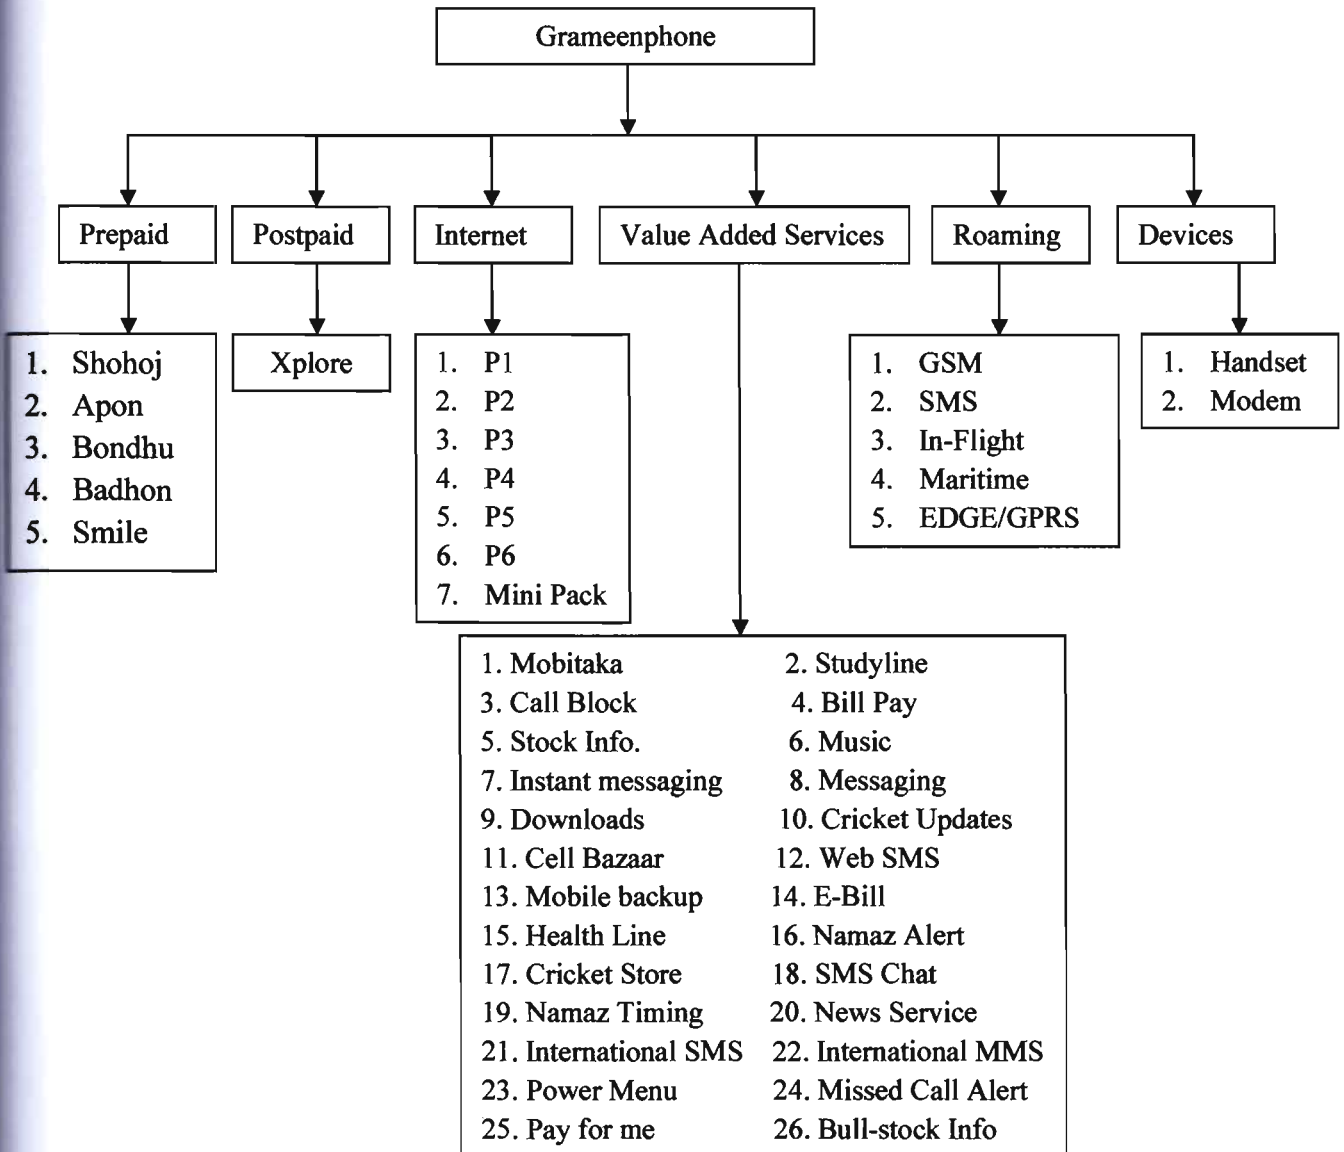 Grameenphone
Prepaid
Postpaid
Internet
Value Added Services
Roaming
Devices
1. Shohoj
2. Apon
3. Bondhu
4. Badhon
5. Smile
Xplore
1. P1
2. P2
3. P3
4. P4
5. P5
6. P6
7. Mini Pack
1. GSM
2. SMS
3. In-Flight
4. Maritime
5. EDGE/GPRS
1. Handset
2. Modem
1. Mobitaka 2. Studyline
3. Call Block 4. Bill Pay
5. Stock Info. 6. Music
7. Instant messaging 8. Messaging
9. Downloads 10. Cricket Updates
11. Cell Bazaar 12. Web SMS
13. Mobile backup 14. E-Bill
15. Health Line 16. Namaz Alert
17. Cricket Store 18. SMS Chat
19. Namaz Timing 20. News Service
21. International SMS 22. International MMS
23. Power Menu 24. Missed Call Alert
25. Pay for me 26. Bull-stock Info